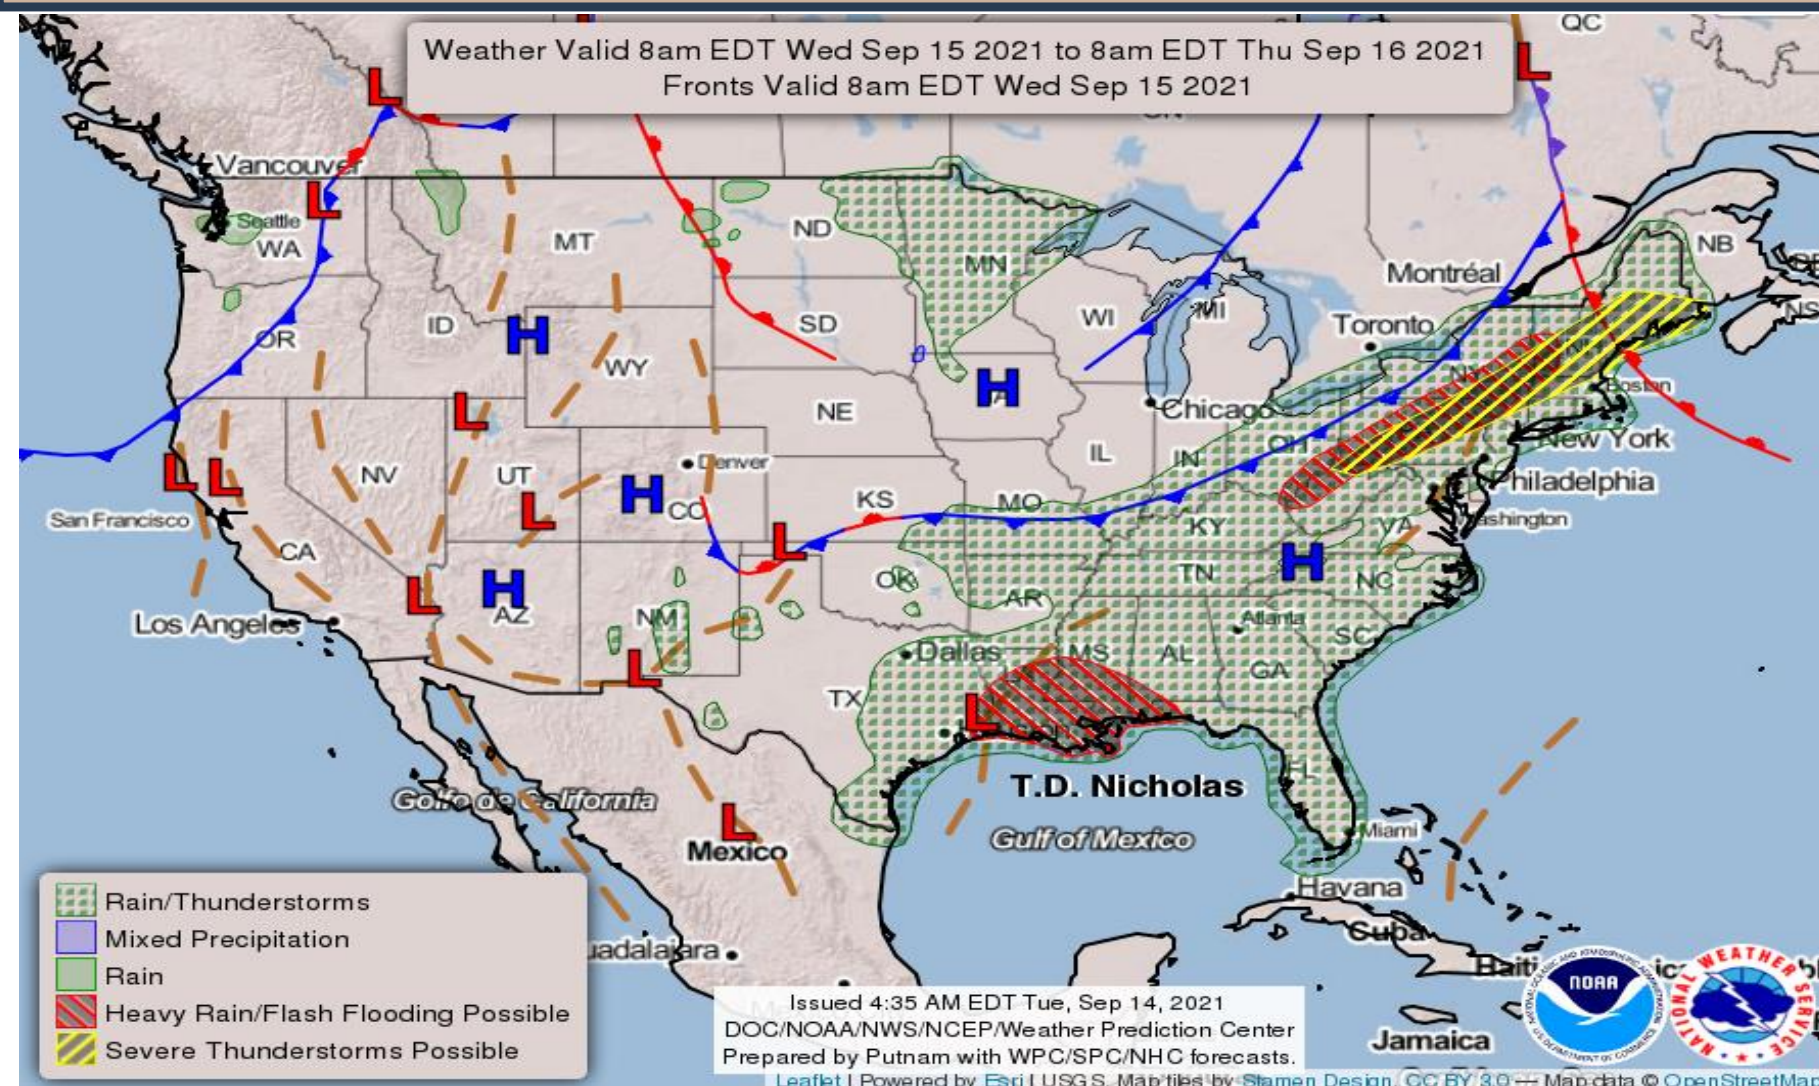 Weather Valid 8am EDT Wed Sep 15 2021 to 8am EDT Thu Sep 16 2021
Fronts Valid 8am EDT Wed Sep 15 2021
QC
L
L
Vancouver
L
Seattle
WA
MT
ND
MN
NB
Montréal
OR
ID
H
SD
WI
MI
Toronto
NY
WY
L
NE
H
Chicago
Boston
OH
New York
L
L
NV
UT
Denver
IL
IN
Philadelphia
San Francisco
L
H
CO
KS
MO
KY
VA
CA
L
TN
H
NC
L
H
AZ
OK
AR
Los Angeles
NM
Atlanta
SC
Dallas
MS
AL
GA
L
TX
L
T.D. Nicholas
FL
Golfo de California
Gulf of Mexico
Miami
L
Mexico
Havana
Cuba
Haiti
Jamaica
Rain/Thunderstorms
Mixed Precipitation
Rain
Heavy Rain/Flash Flooding Possible
Severe Thunderstorms Possible
Issued 4:35 AM EDT Tue, Sep 14, 2021
DOC/NOAA/NWS/NCEP/Weather Prediction Center
Prepared by Putnam with WPC/SPC/NHC forecasts.
NOAA
NATIONAL WEATHER SERVICE
Leaflet | Powered by Esri | USGS, Map tiles by Stamen Design, CC BY 3.0 — Map data © OpenStreetMap